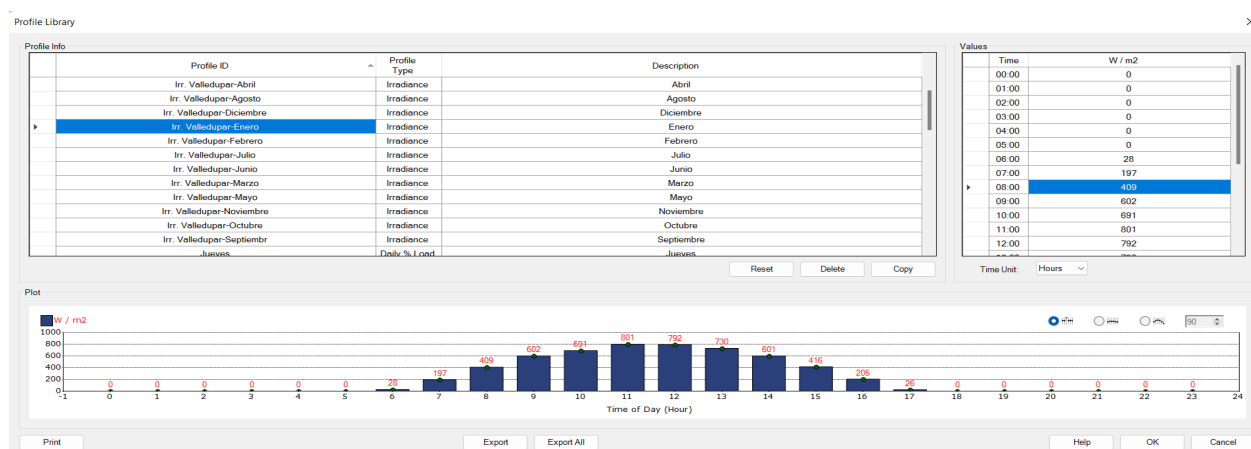 Profile Library
Profile Info
Profile ID Profile Type Description
Irr. Valledupar-Abril Irradiance Abril
Irr. Valledupar-Agosto Irradiance Agosto
Irr. Valledupar-Diciembre Irradiance Diciembre
Irr. Valledupar-Enero Irradiance Enero
Irr. Valledupar-Febrero Irradiance Febrero
Irr. Valledupar-Julio Irradiance Julio
Irr. Valledupar-Junio Irradiance Junio
Irr. Valledupar-Marzo Irradiance Marzo
Irr. Valledupar-Mayo Irradiance Mayo
Irr. Valledupar-Noviembre Irradiance Noviembre
Irr. Valledupar-Octubre Irradiance Octubre
Irr. Valledupar-Septiembr Irradiance Septiembre
Jueves Daily % Load Jueves
Reset Delete Copy
Values
Time W / m2
00:00 0
01:00 0
02:00 0
03:00 0
04:00 0
05:00 0
06:00 28
07:00 197
08:00 409
09:00 602
10:00 691
11:00 801
12:00 792
Time Unit: Hours
Plot
W / m2
90
1000
800
600
400
200
0
0 0 0 0 0 0 28 197 409 602 691 801 792 730 601 416 205 26 0 0 0 0 0 0
-1 0 1 2 3 4 5 6 7 8 9 10 11 12 13 14 15 16 17 18 19 20 21 22 23 24
Time of Day (Hour)
Print Export Export All Help OK Cancel